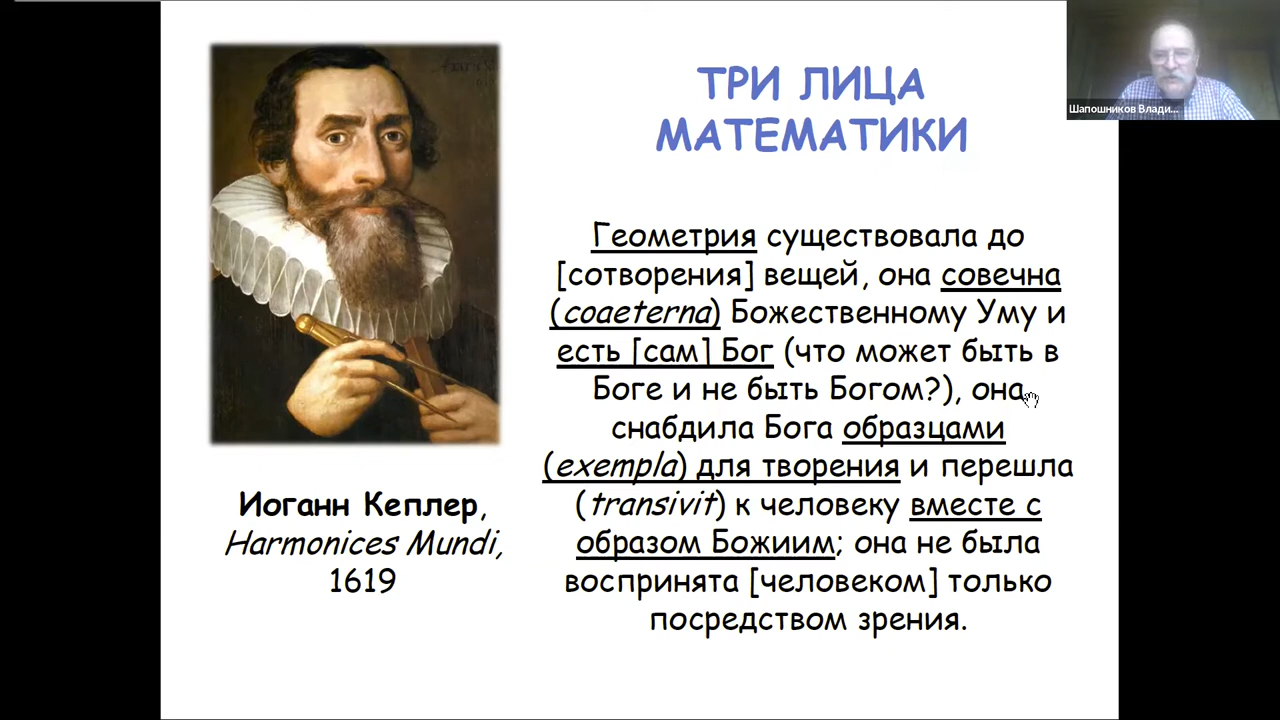 ТРИ ЛИЦА
МАТЕМАТИКИ
Шапошников Влади...
Геометрия существовала до
[сотворения] вещей, она совечна
(coaeterna) Божественному Уму и
есть [сам] Бог (что может быть в
Боге и не быть Богом?), она
снабдила Бога образцами
(exempla) для творения и перешла
(transivit) к человеку вместе с
образом Божиим; она не была
воспринята [человеком] только
посредством зрения.
Иоганн Кеплер,
Harmonices Mundi,
1619